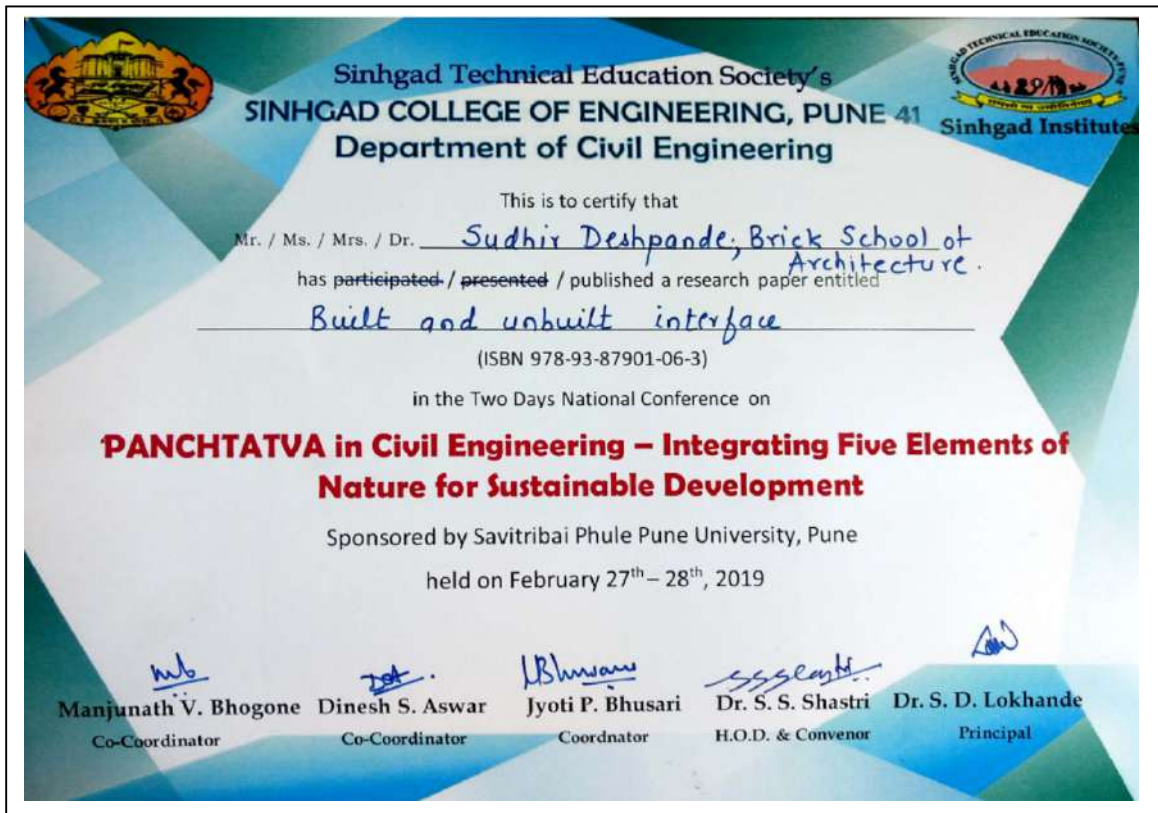 SINHGAD TECHNICAL EDUCATION SOCIETY, PUNE
Sinhgad Institutes
Sinhgad Technical Education Society's
SINHGAD COLLEGE OF ENGINEERING, PUNE 41
Department of Civil Engineering
This is to certify that
Mr. / Ms. / Mrs. / Dr. Sudhir Deshpande, Brick School of
Architecture.
has participated / presented / published a research paper entitled
Built and unbuilt interface
(ISBN 978-93-87901-06-3)
in the Two Days National Conference on
PANCHTATVA in Civil Engineering – Integrating Five Elements of
Nature for Sustainable Development
Sponsored by Savitribai Phule Pune University, Pune
held on February 27th – 28th, 2019
Manjunath V. Bhogone Dinesh S. Aswar Jyoti P. Bhusari Dr. S. S. Shastri Dr. S. D. Lokhande
Co-Coordinator Co-Coordinator Coordnator H.O.D. & Convenor Principal